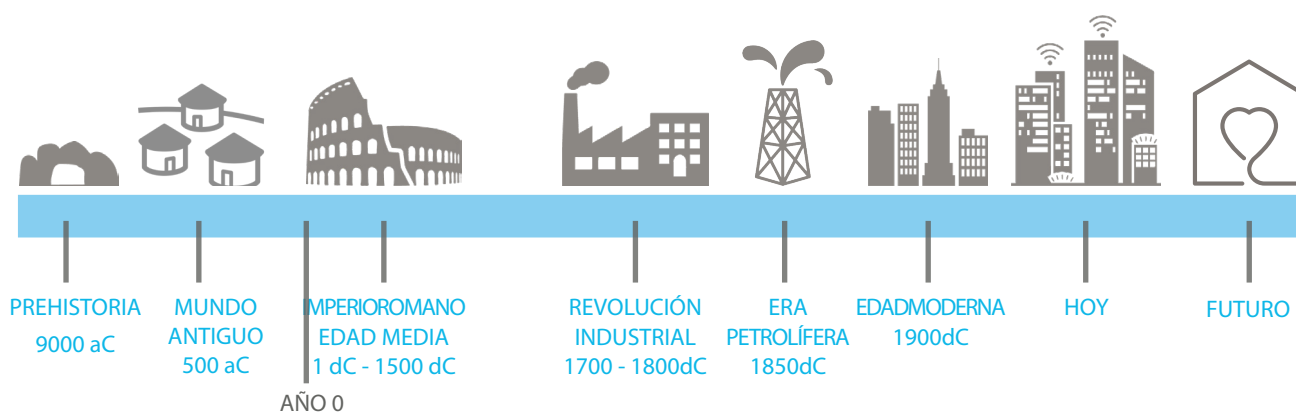 PREHISTORIA
9000 aC
MUNDO
ANTIGUO
500 aC
IMPERIOROMANO
EDAD MEDIA
1 dC - 1500 dC
AÑO 0
REVOLUCIÓN
INDUSTRIAL
1700 - 1800dC
ERA
PETROLÍFERA
1850dC
EDADMODERNA
1900dC
HOY
FUTURO